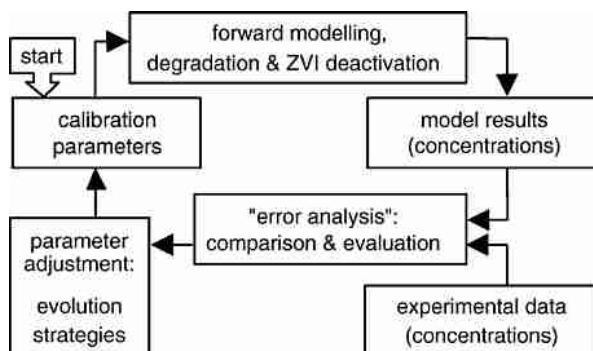 start
forward modelling,
degradation & ZVI deactivation
calibration
parameters
model results
(concentrations)
"error analysis":
comparison & evaluation
parameter
adjustment:
evolution
strategies
experimental data
(concentrations)